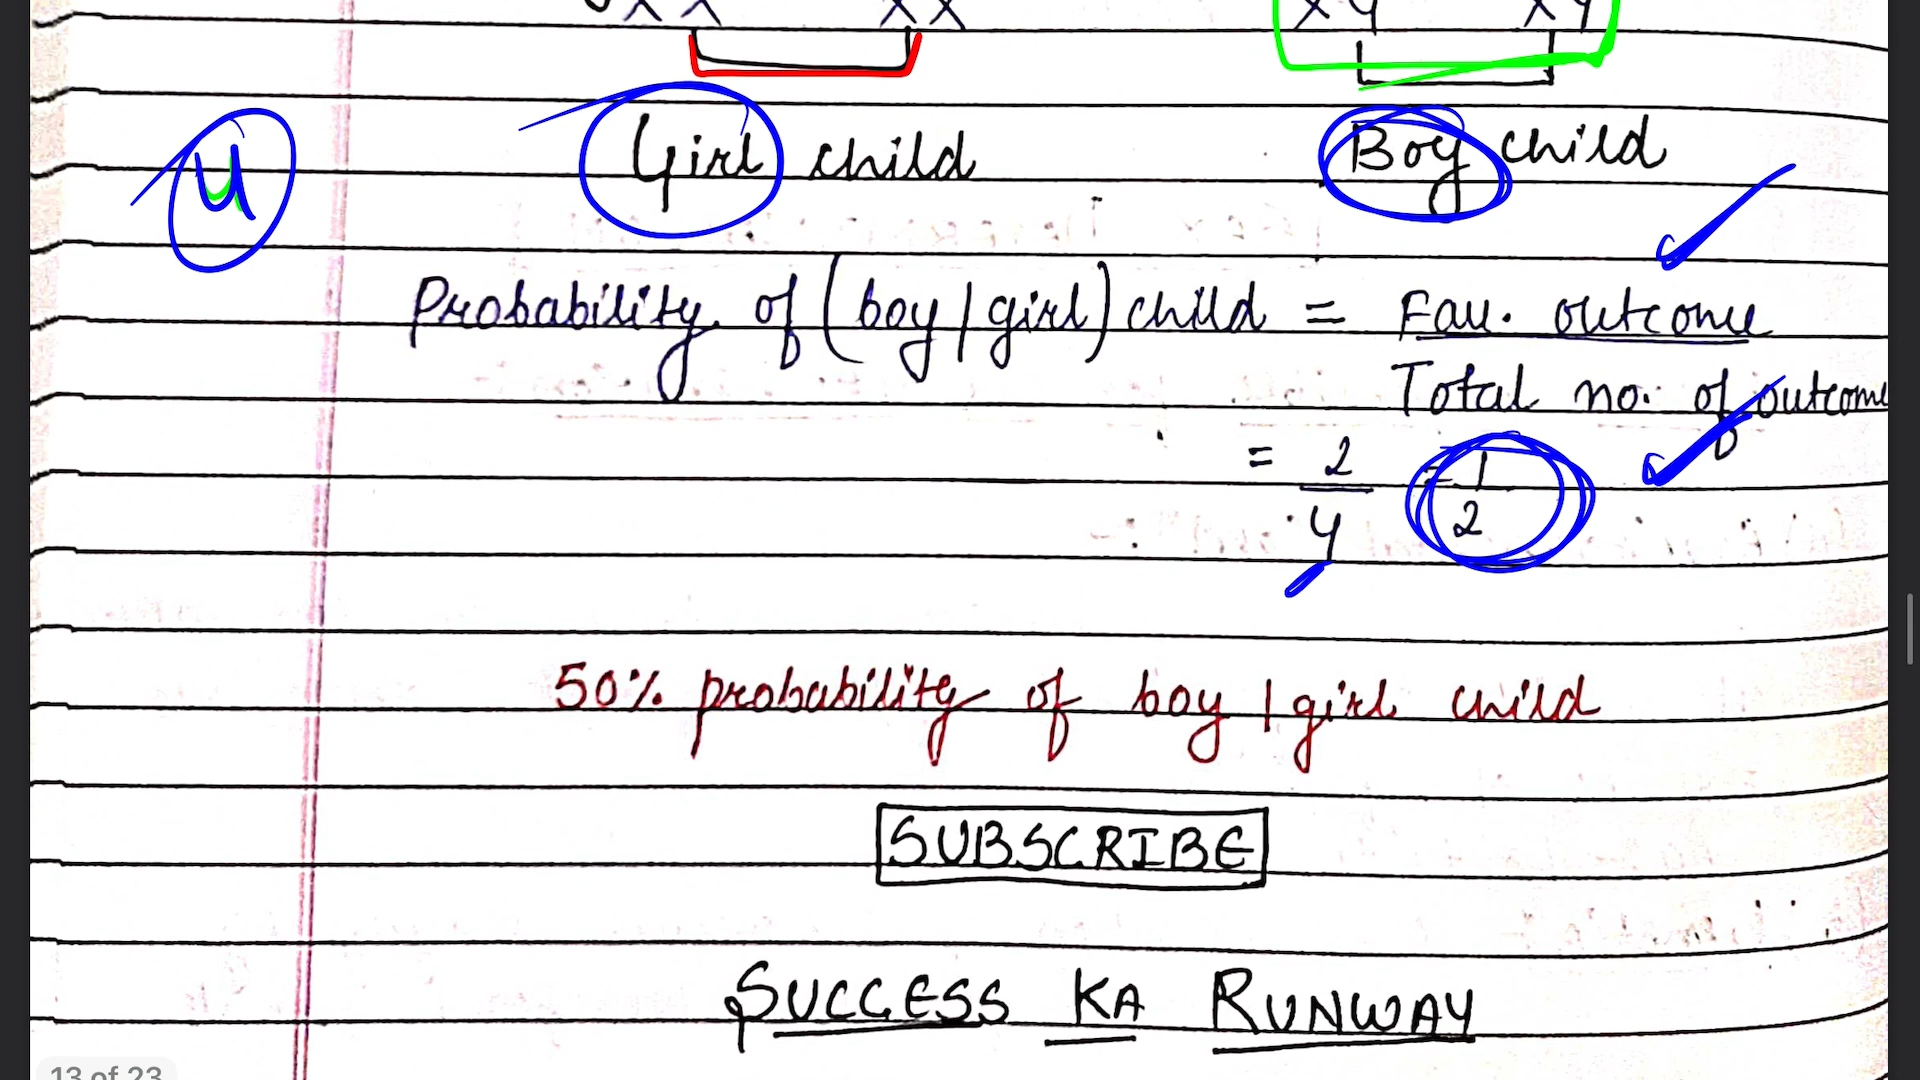 X X X X X Y X Y
Girl child Boy child
4
Probability of (boy / girl) child = Fav. outcome
Total no. of outcome
= 2 = 1
4 2
50% probability of boy / girl child
SUBSCRIBE
SUCCESS KA RUNWAY
13 of 23